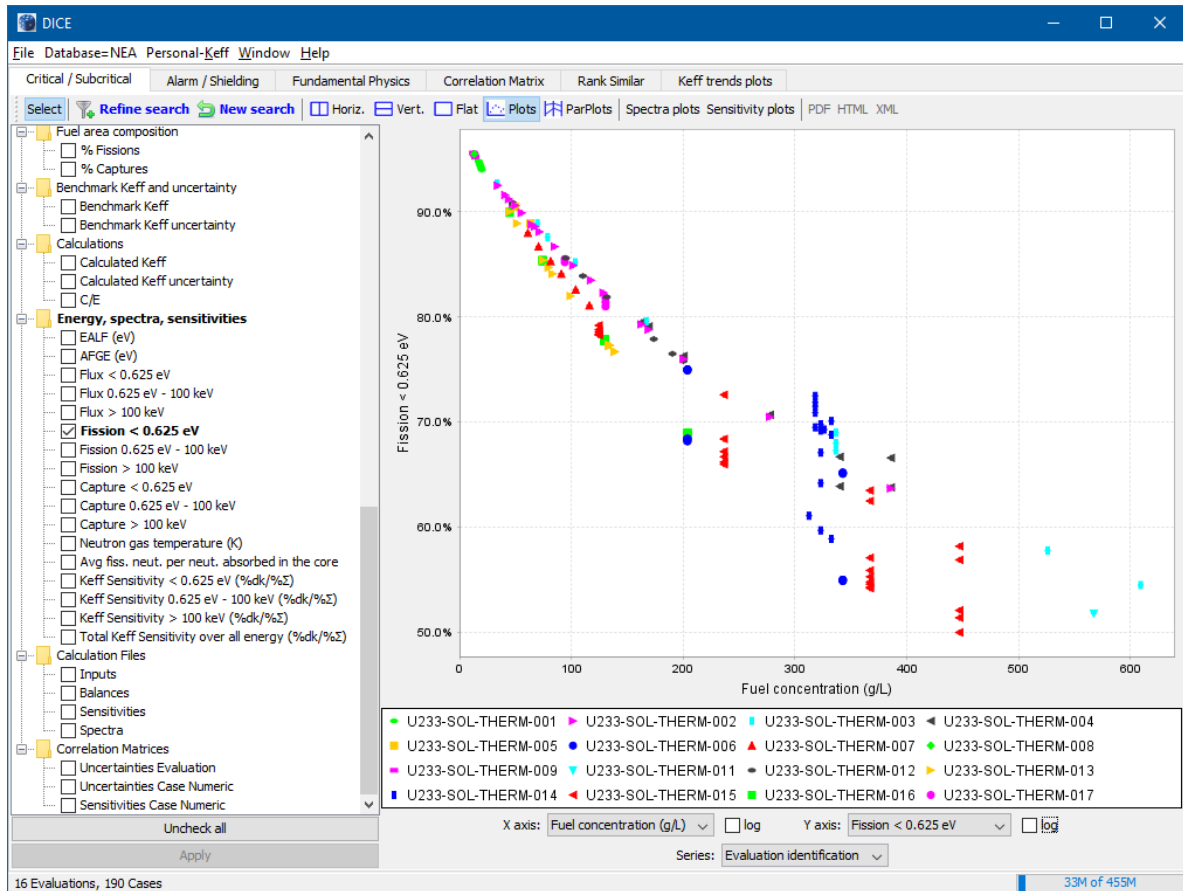 DICE
File Database=NEA Personal-Keff Window Help
Critical / Subcritical Alarm / Shielding Fundamental Physics Correlation Matrix Rank Similar Keff trends plots
Select Refine search New search Horiz. Vert. Flat Plots ParPlots Spectra plots Sensitivity plots PDF HTML XML
Fuel area composition
% Fissions
% Captures
Benchmark Keff and uncertainty
Benchmark Keff
Benchmark Keff uncertainty
Calculations
Calculated Keff
Calculated Keff uncertainty
C/E
Energy, spectra, sensitivities
EALF (eV)
AFGE (eV)
Flux < 0.625 eV
Flux 0.625 eV - 100 keV
Flux > 100 keV
Fission < 0.625 eV
Fission 0.625 eV - 100 keV
Fission > 100 keV
Capture < 0.625 eV
Capture 0.625 eV - 100 keV
Capture > 100 keV
Neutron gas temperature (K)
Avg fiss. neut. per neut. absorbed in the core
Keff Sensitivity < 0.625 eV (%dk/%Σ)
Keff Sensitivity 0.625 eV - 100 keV (%dk/%Σ)
Keff Sensitivity > 100 keV (%dk/%Σ)
Total Keff Sensitivity over all energy (%dk/%Σ)
Calculation Files
Inputs
Balances
Sensitivities
Spectra
Correlation Matrices
Uncertainties Evaluation
Uncertainties Case Numeric
Sensitivities Case Numeric
Uncheck all
Apply
Fission < 0.625 eV
90.0%
80.0%
70.0%
60.0%
50.0%
0 100 200 300 400 500 600
Fuel concentration (g/L)
U233-SOL-THERM-001 U233-SOL-THERM-002 U233-SOL-THERM-003 U233-SOL-THERM-004
U233-SOL-THERM-005 U233-SOL-THERM-006 U233-SOL-THERM-007 U233-SOL-THERM-008
U233-SOL-THERM-009 U233-SOL-THERM-011 U233-SOL-THERM-012 U233-SOL-THERM-013
U233-SOL-THERM-014 U233-SOL-THERM-015 U233-SOL-THERM-016 U233-SOL-THERM-017
X axis: Fuel concentration (g/L) log Y axis: Fission < 0.625 eV log
Series: Evaluation identification
16 Evaluations, 190 Cases
33M of 455M